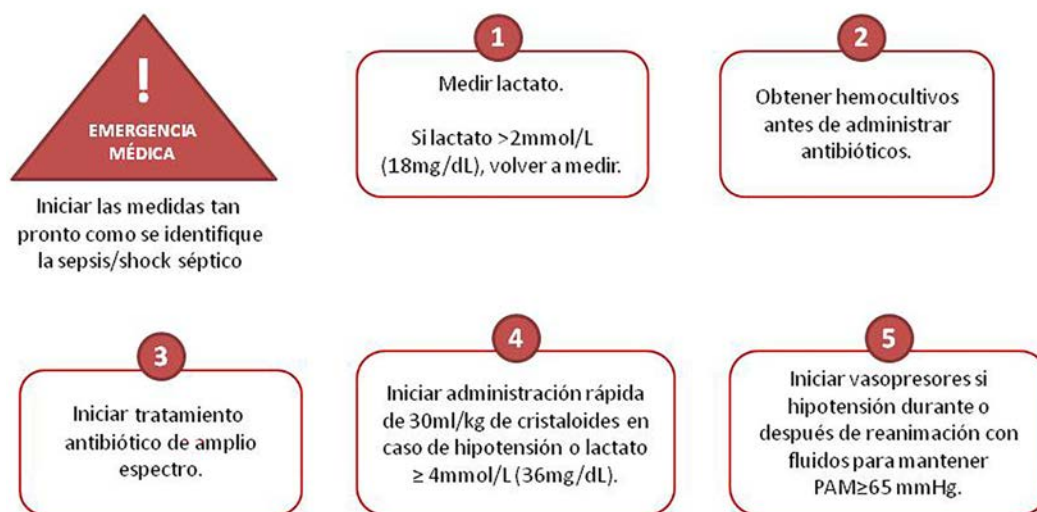 !
EMERGENCIA
MÉDICA
Iniciar las medidas tan
pronto como se identifique
la sepsis/shock séptico
1
Medir lactato.
Si lactato >2mmol/L
(18mg/dL), volver a medir.
2
Obtener hemocultivos
antes de administrar
antibióticos.
3
Iniciar tratamiento
antibiótico de amplio
espectro.
4
Iniciar administración rápida
de 30ml/kg de cristaloides en
caso de hipotensión o lactato
≥ 4mmol/L (36mg/dL).
5
Iniciar vasopresores si
hipotensión durante o
después de reanimación con
fluidos para mantener
PAM≥65 mmHg.